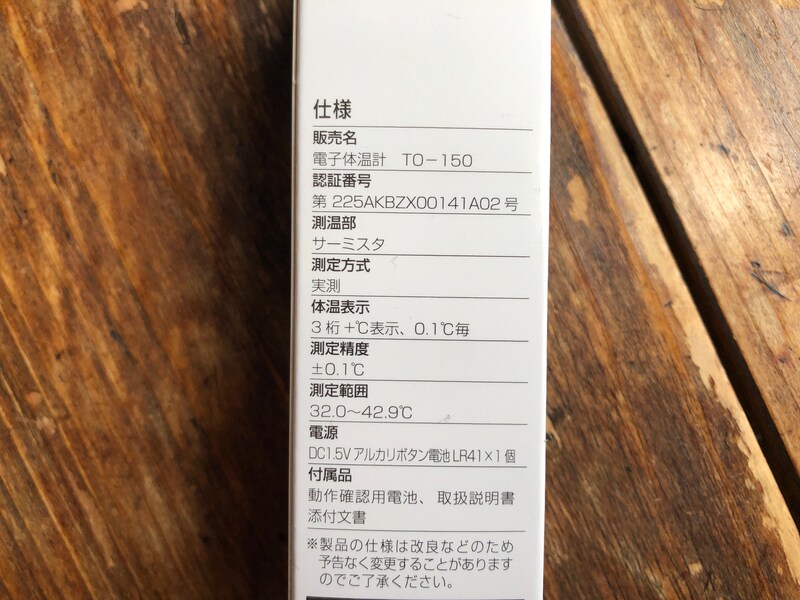 仕様
販売名
電子体温計 TO-150
認証番号
第 225AKBZX00141A02 号
測温部
サーミスタ
測定方式
実測
体温表示
3 桁 +℃表示、0.1℃毎
測定精度
±0.1℃
測定範囲
32.0〜42.9℃
電源
DC1.5V アルカリボタン電池 LR41×1 個
付属品
動作確認用電池、取扱説明書
添付文書
※製品の仕様は改良などのため
予告なく変更することがあります
のでご了承ください。